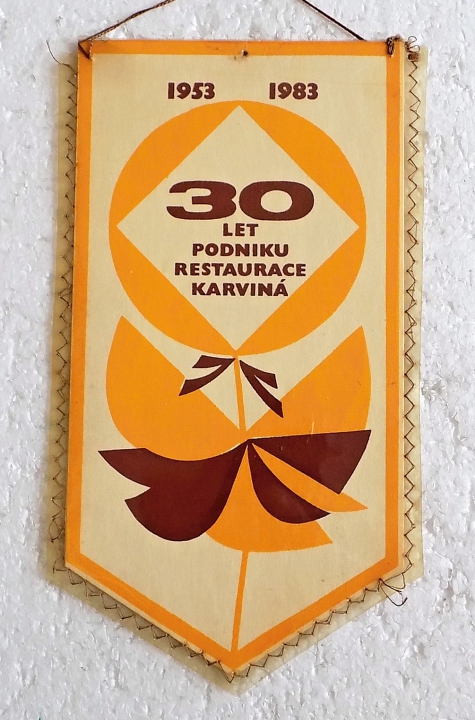 1953 1983
30
LET
PODNIKU
RESTAURACE
KARVINÁ